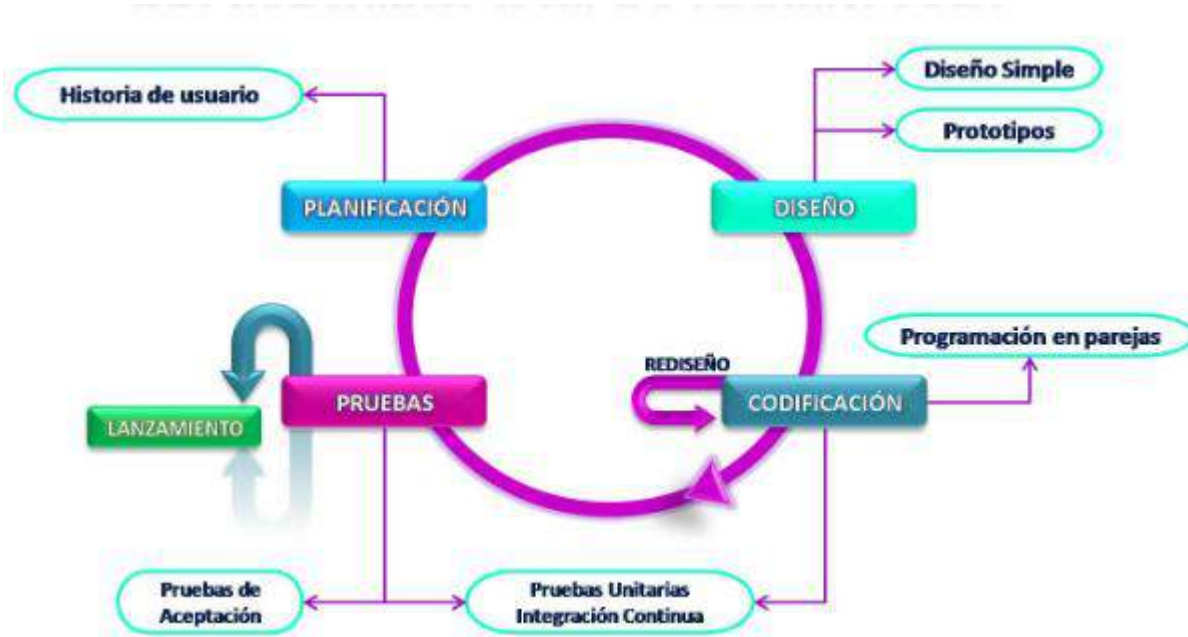 Diseño Simple
Historia de usuario
Prototipos
PLANIFICACIÓN
DISEÑO
Programación en parejas
REDISEÑO
PRUEBAS
CODIFICACIÓN
LANZAMIENTO
Pruebas de
Aceptación
Pruebas Unitarias
Integración Continua